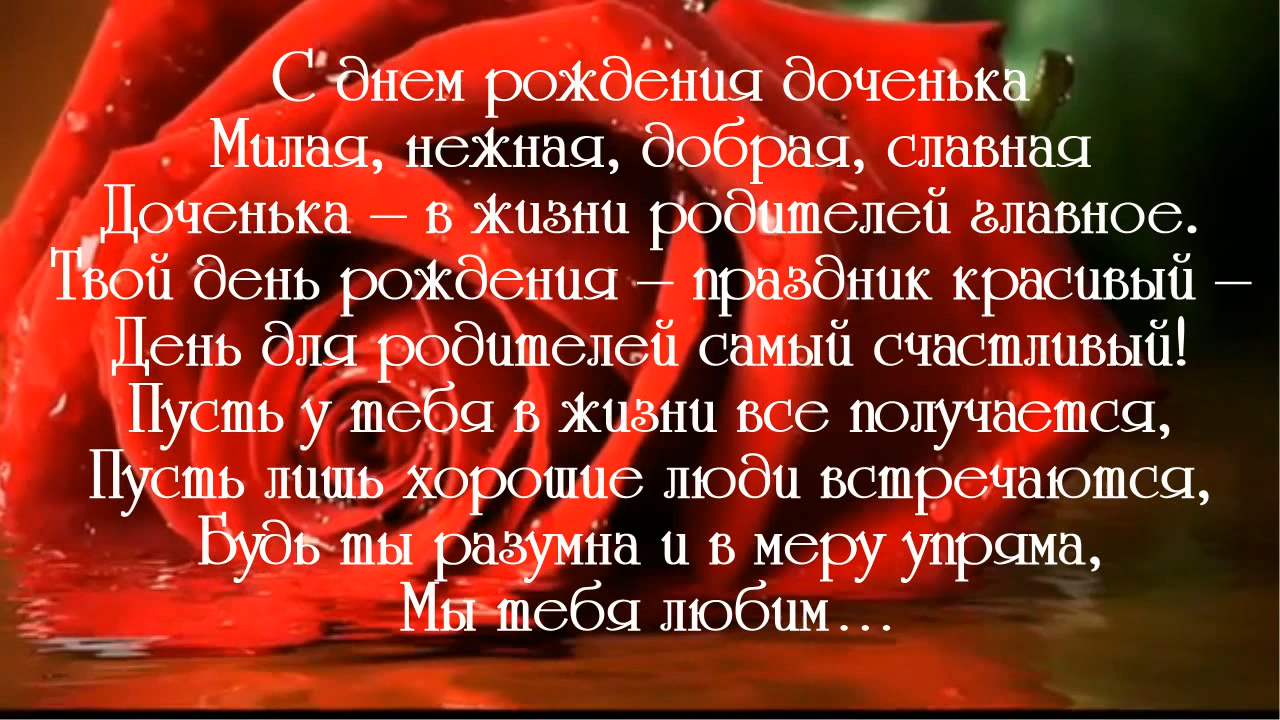 С днем рождения доченька
Милая, нежная, добрая, славная
Доченька – в жизни родителей главное.
Твой день рождения – праздник красивый –
День для родителей самый счастливый!
Пусть у тебя в жизни все получается,
Пусть лишь хорошие люди встречаются,
Будь ты разумна и в меру упряма,
Мы тебя любим…